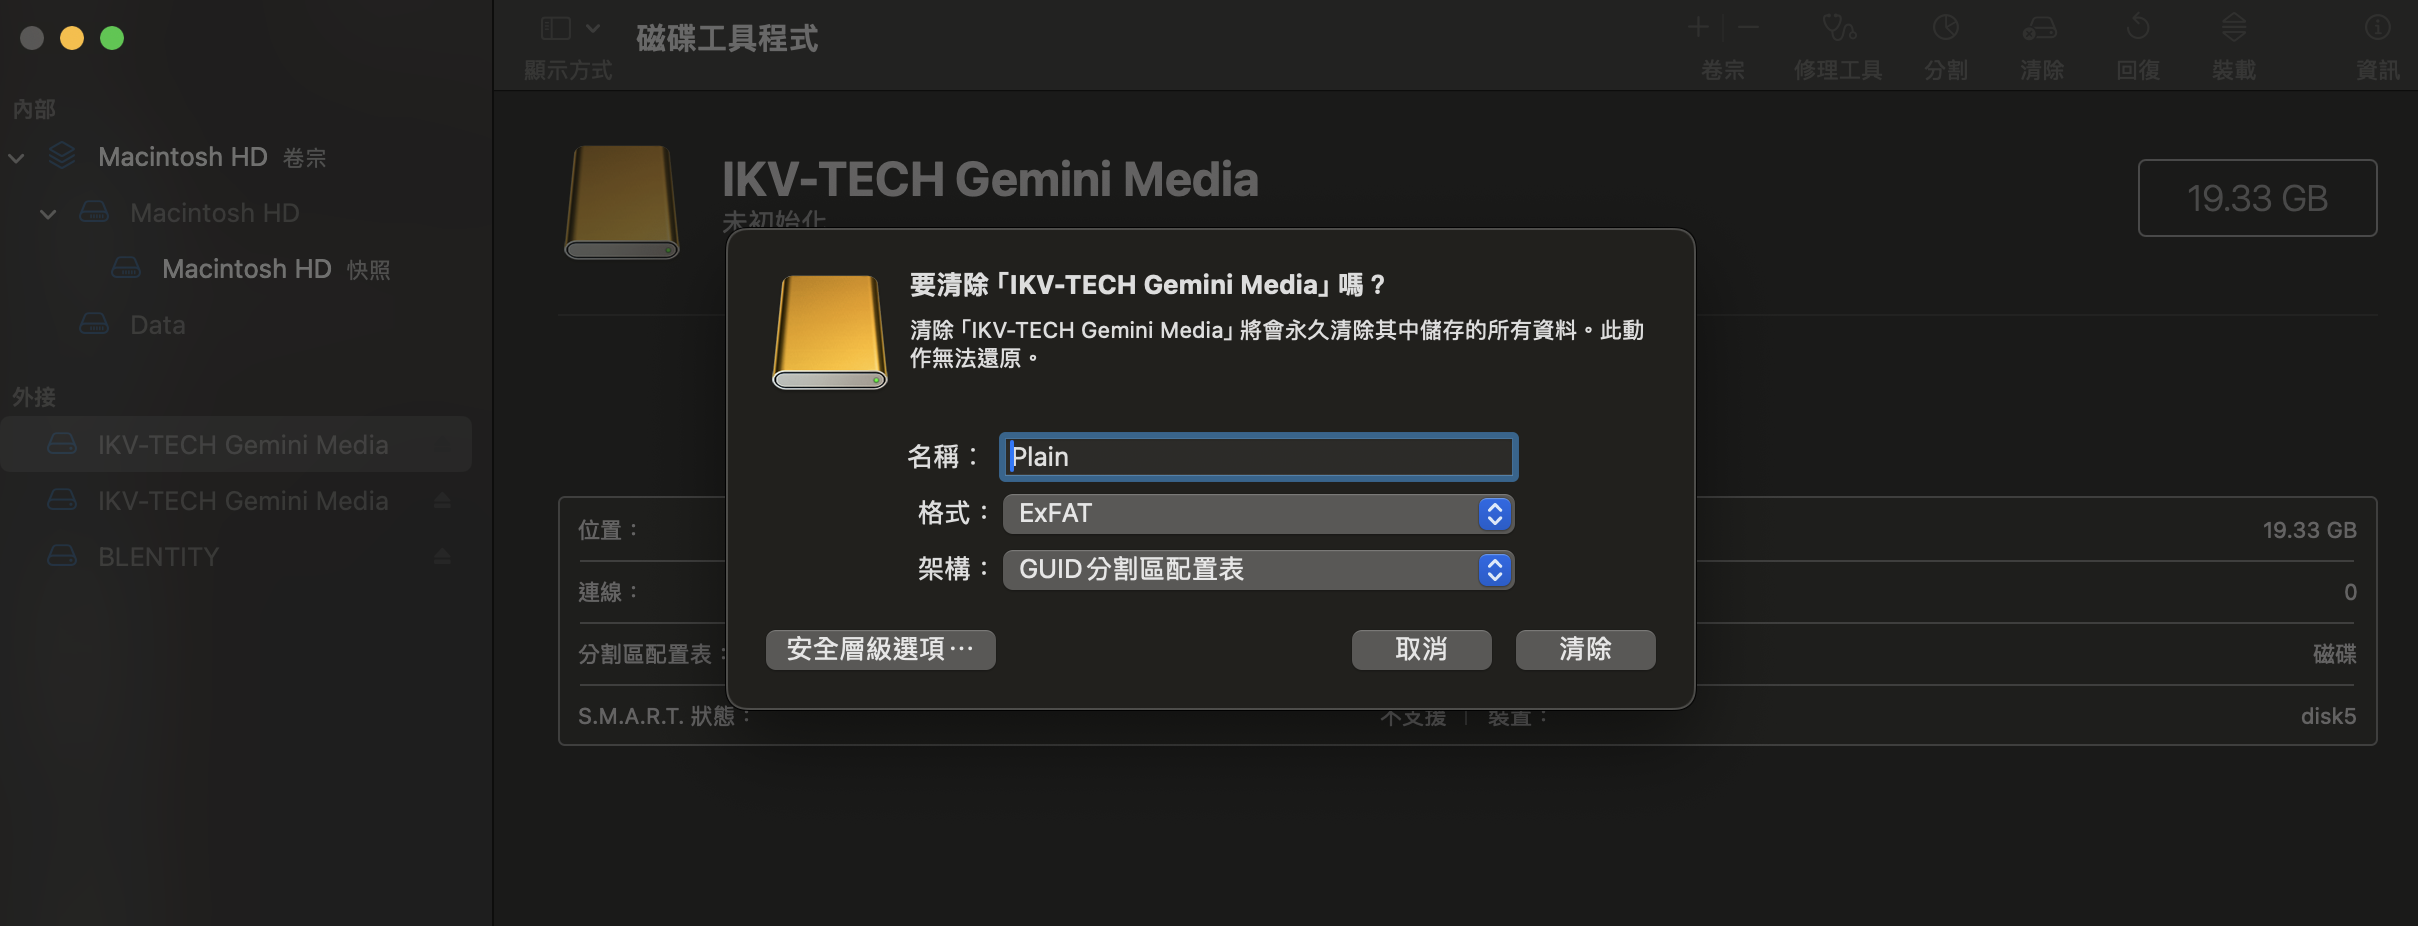 磁碟工具程式
顯示方式
卷宗
修理工具
分割
清除
回復
裝載
資訊
內部
Macintosh HD 卷宗
Macintosh HD
Macintosh HD 快照
Data
外接
IKV-TECH Gemini Media
IKV-TECH Gemini Media
BLENTITY
IKV-TECH Gemini Media
未初始化
19.33 GB
要清除「IKV-TECH Gemini Media」嗎？
清除「IKV-TECH Gemini Media」將會永久清除其中儲存的所有資料。此動
作無法還原。
名稱： Plain
格式： ExFAT
架構： GUID分割區配置表
安全層級選項⋯
取消
清除
位置：
19.33 GB
連線：
0
分割區配置表：
磁碟
S.M.A.R.T. 狀態：
不支援
裝置：
disk5